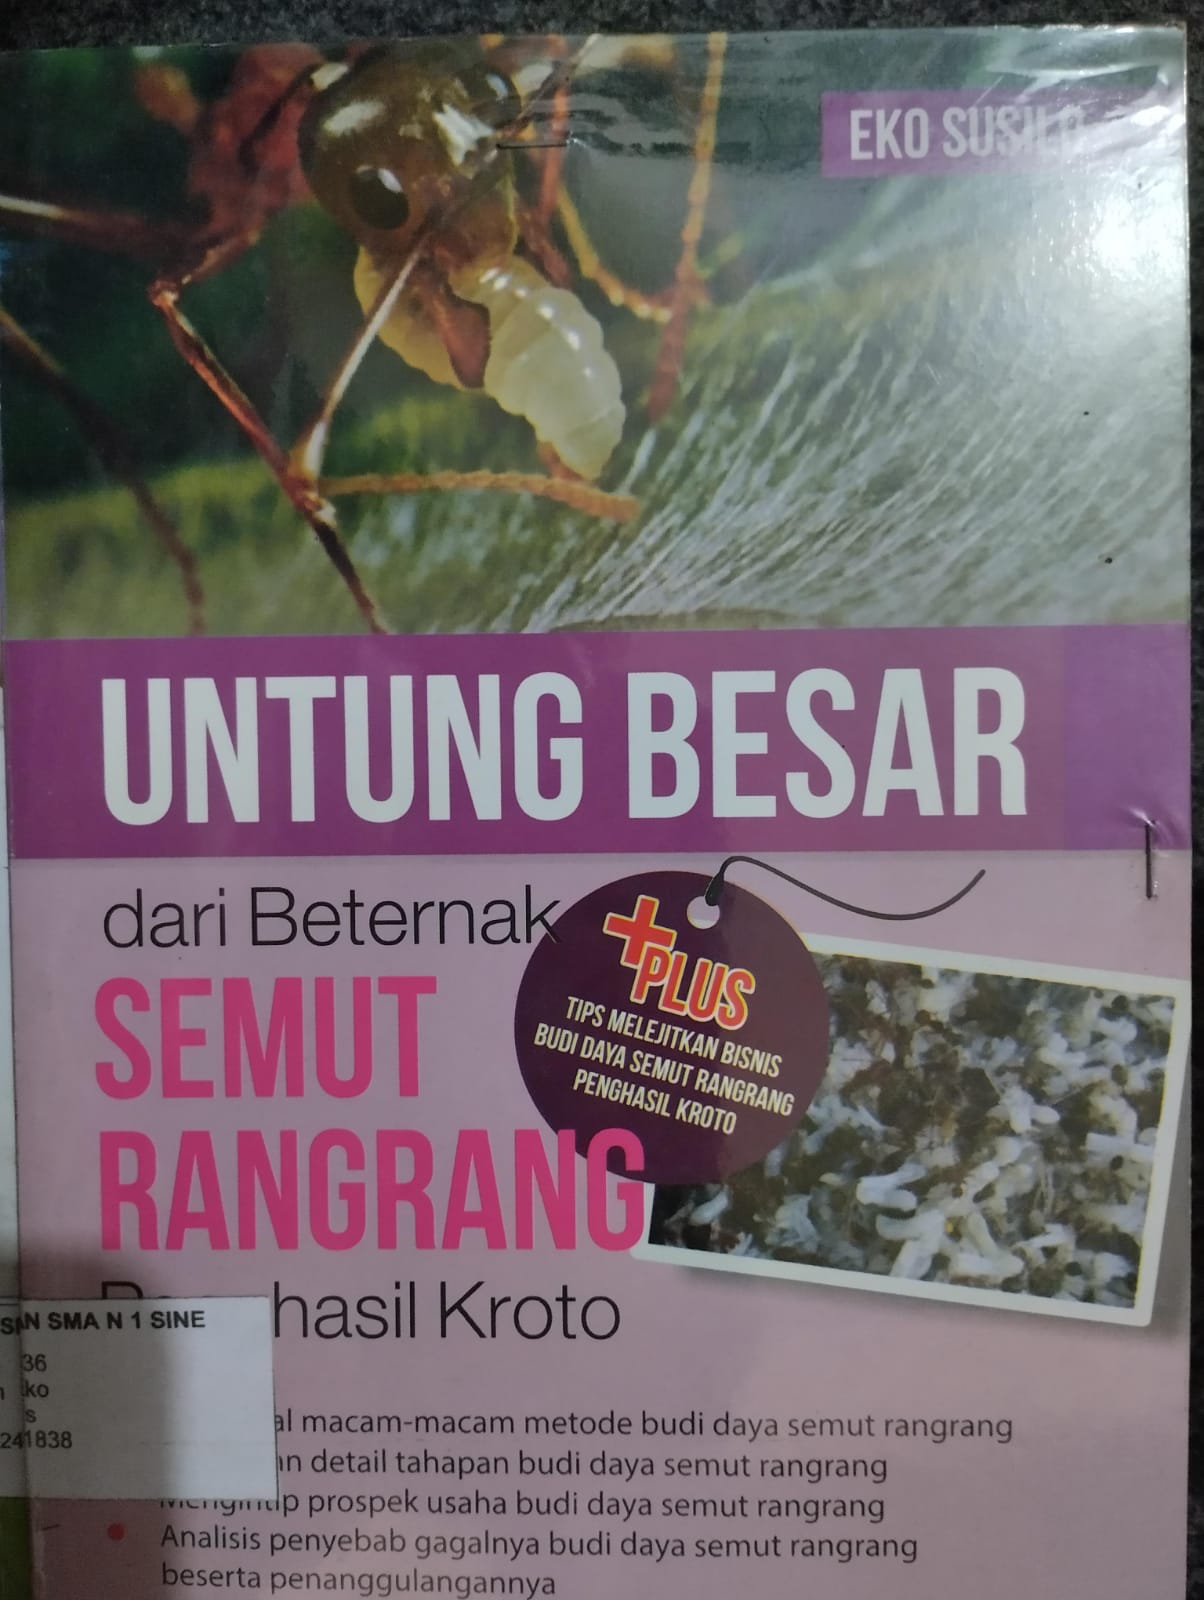 EKO SUSILO
UNTUNG BESAR
dari Beternak
SEMUT
RANGRANG
hasil Kroto
+PLUS
TIPS MELEJITKAN BISNIS
BUDI DAYA SEMUT RANGRANG
PENGHASIL KROTO
SMA N 1 SINE
36
ko
s
241838
al macam-macam metode budi daya semut rangrang
detail tahapan budi daya semut rangrang
Mengintip prospek usaha budi daya semut rangrang
Analisis penyebab gagalnya budi daya semut rangrang
beserta penanggulangannya